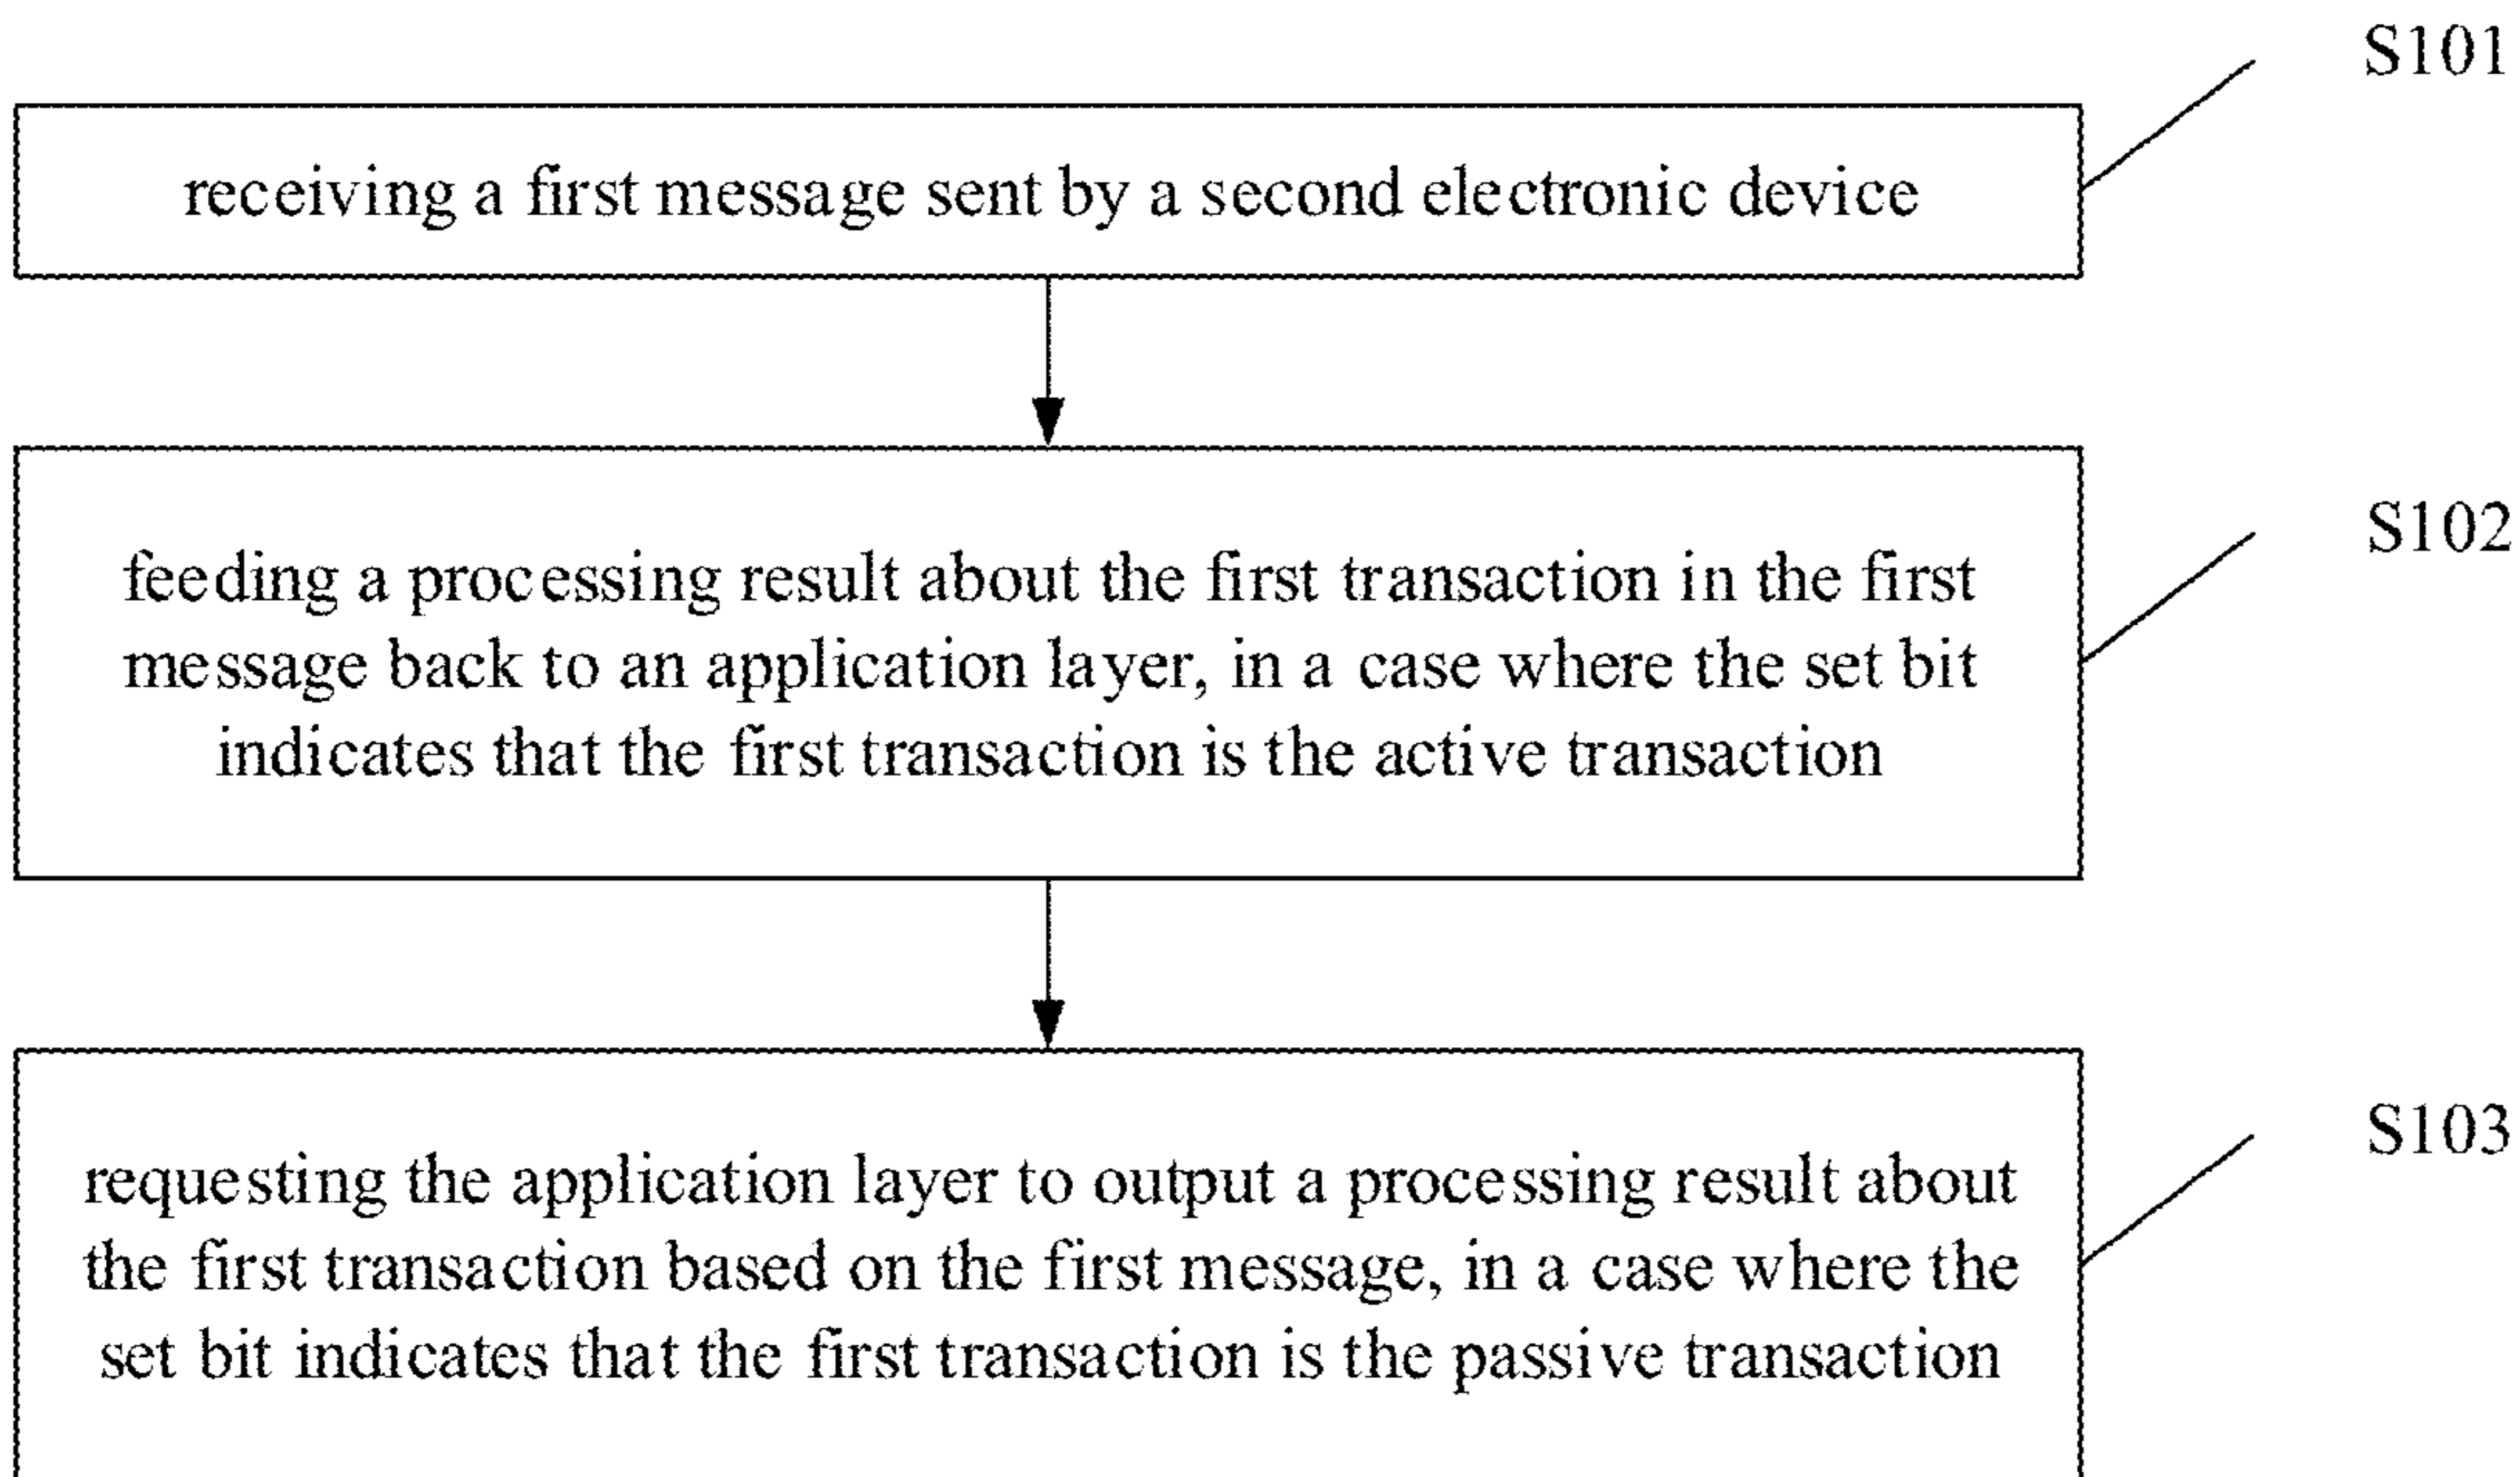 S101
receiving a first message sent by a second electronic device
S102
feeding a processing result about the first transaction in the first
message back to an application layer, in a case where the set bit
indicates that the first transaction is the active transaction
S103
requesting the application layer to output a processing result about
the first transaction based on the first message, in a case where the
set bit indicates that the first transaction is the passive transaction